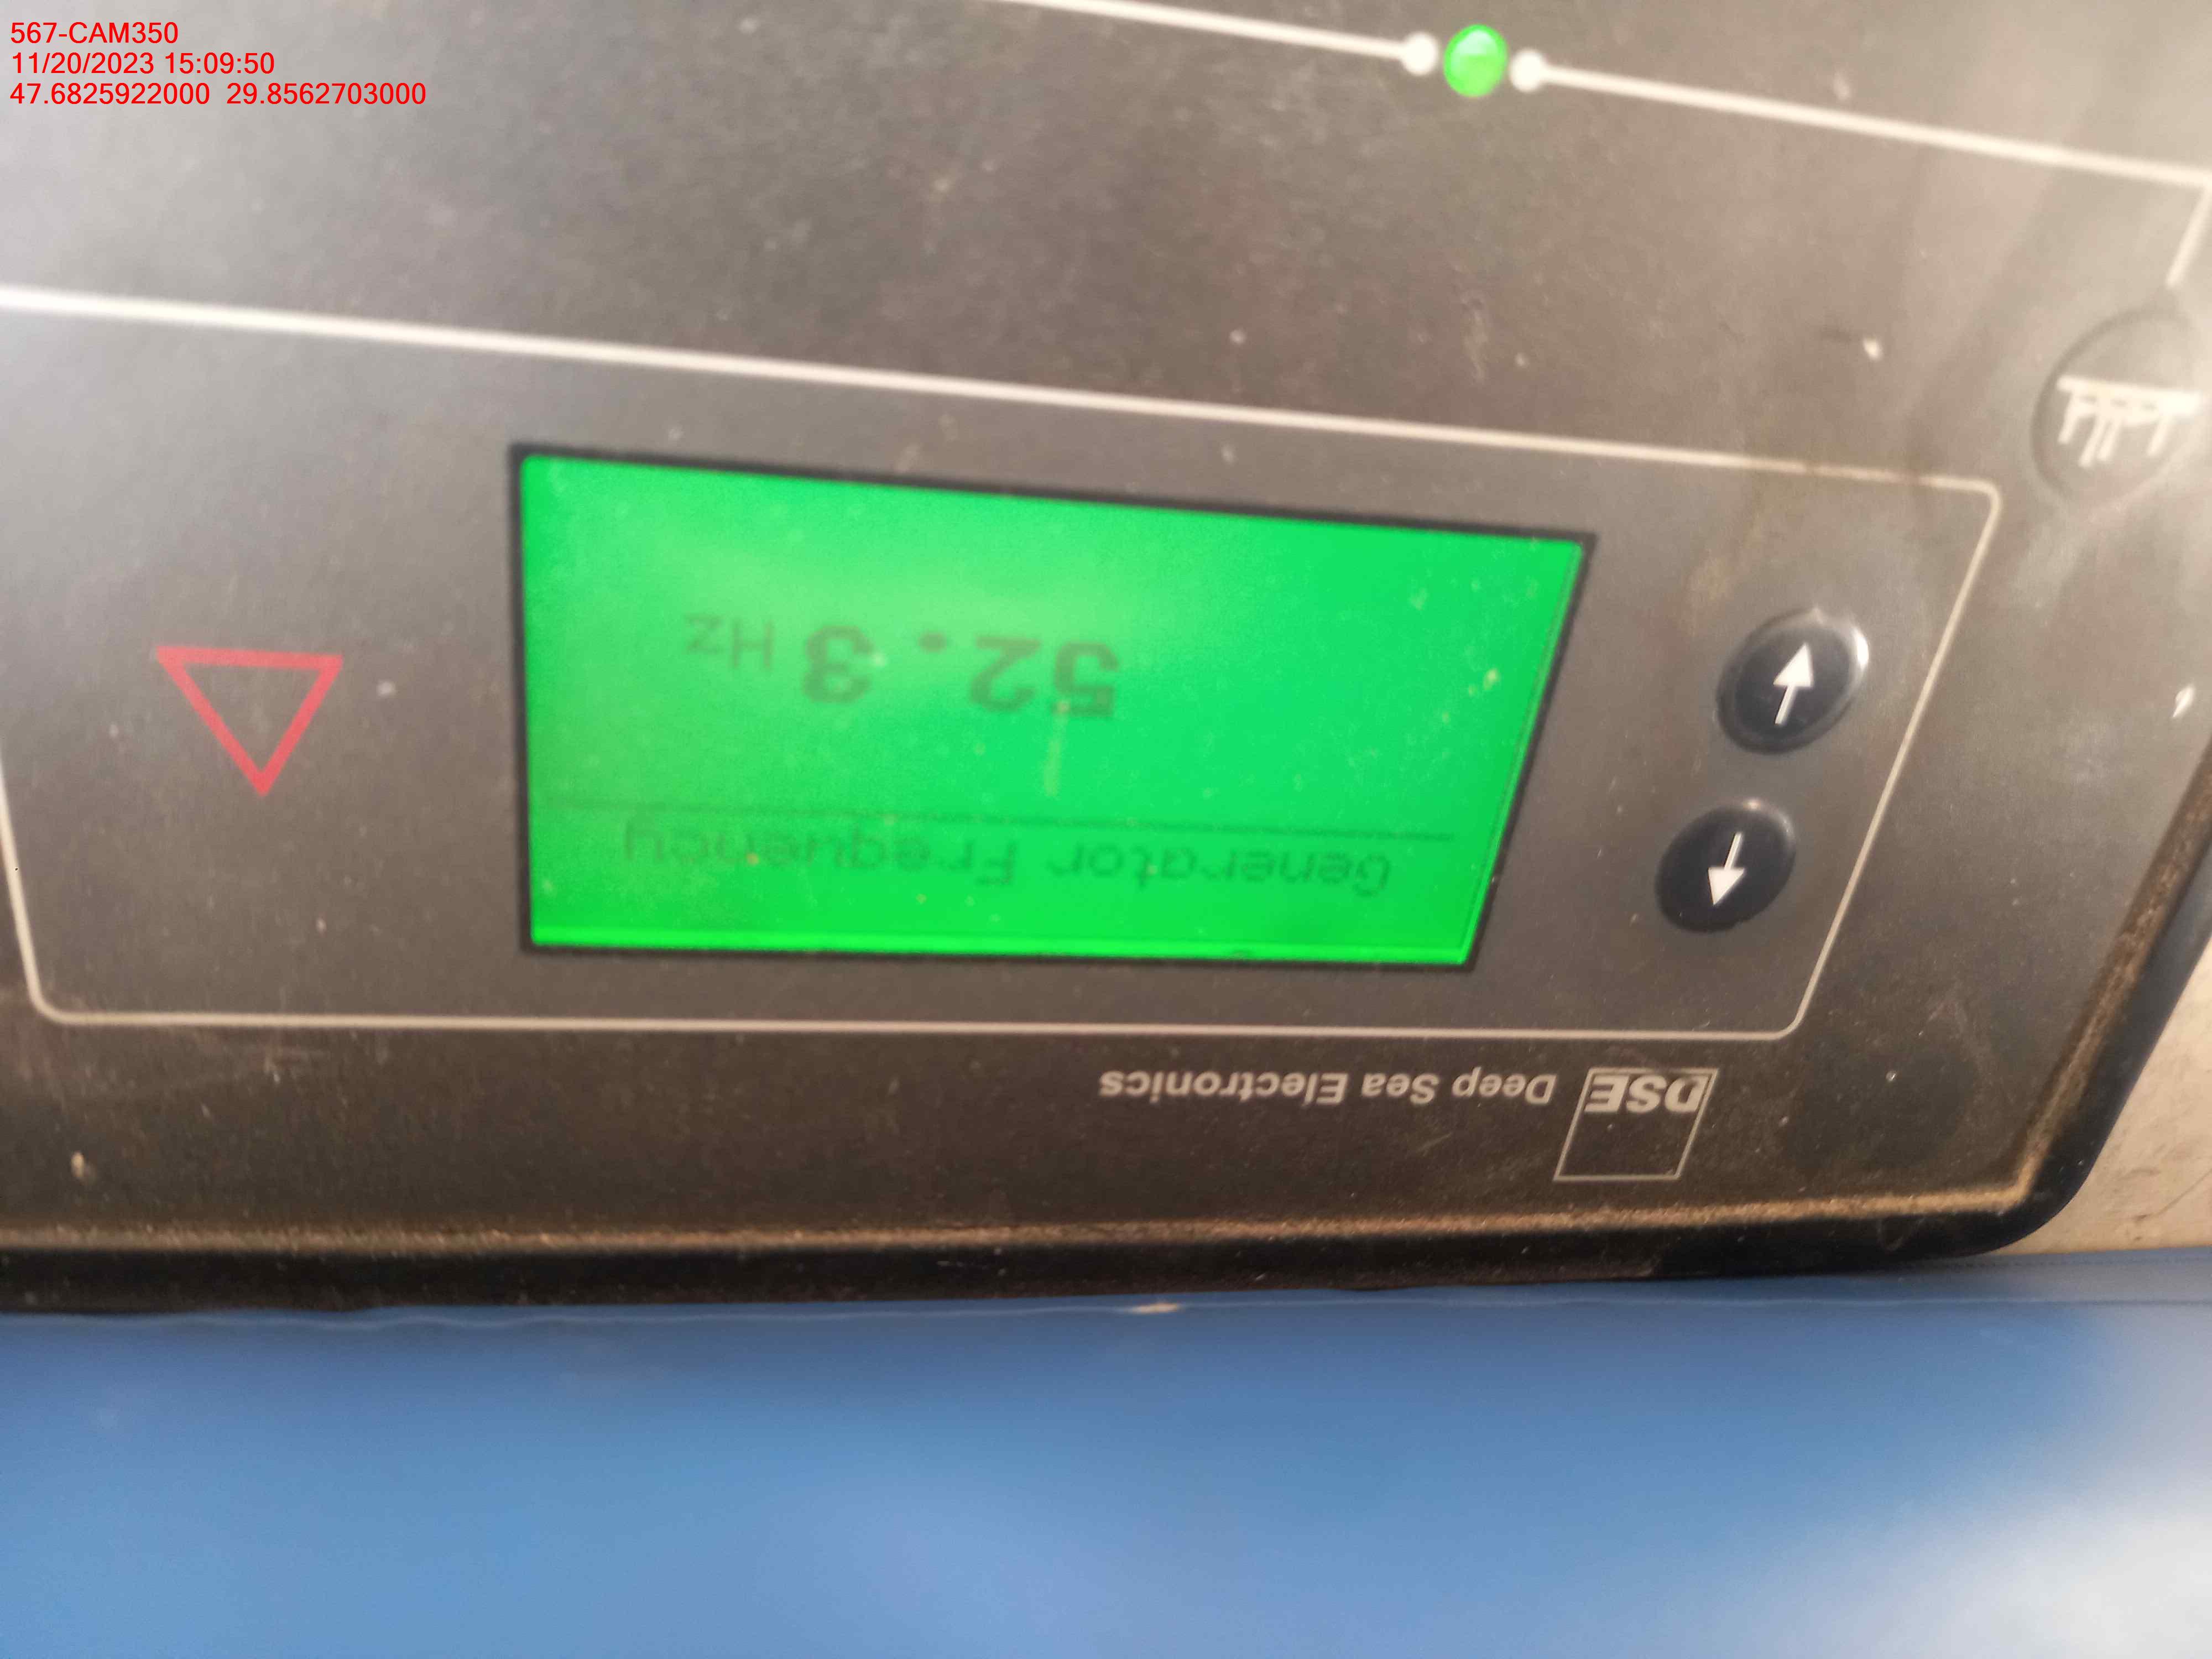 567-CAM350
11/20/2023 15:09:50
47.6825922000 29.8562703000
DSE Deep Sea Electronics
Generator Frequency
52.3 Hz